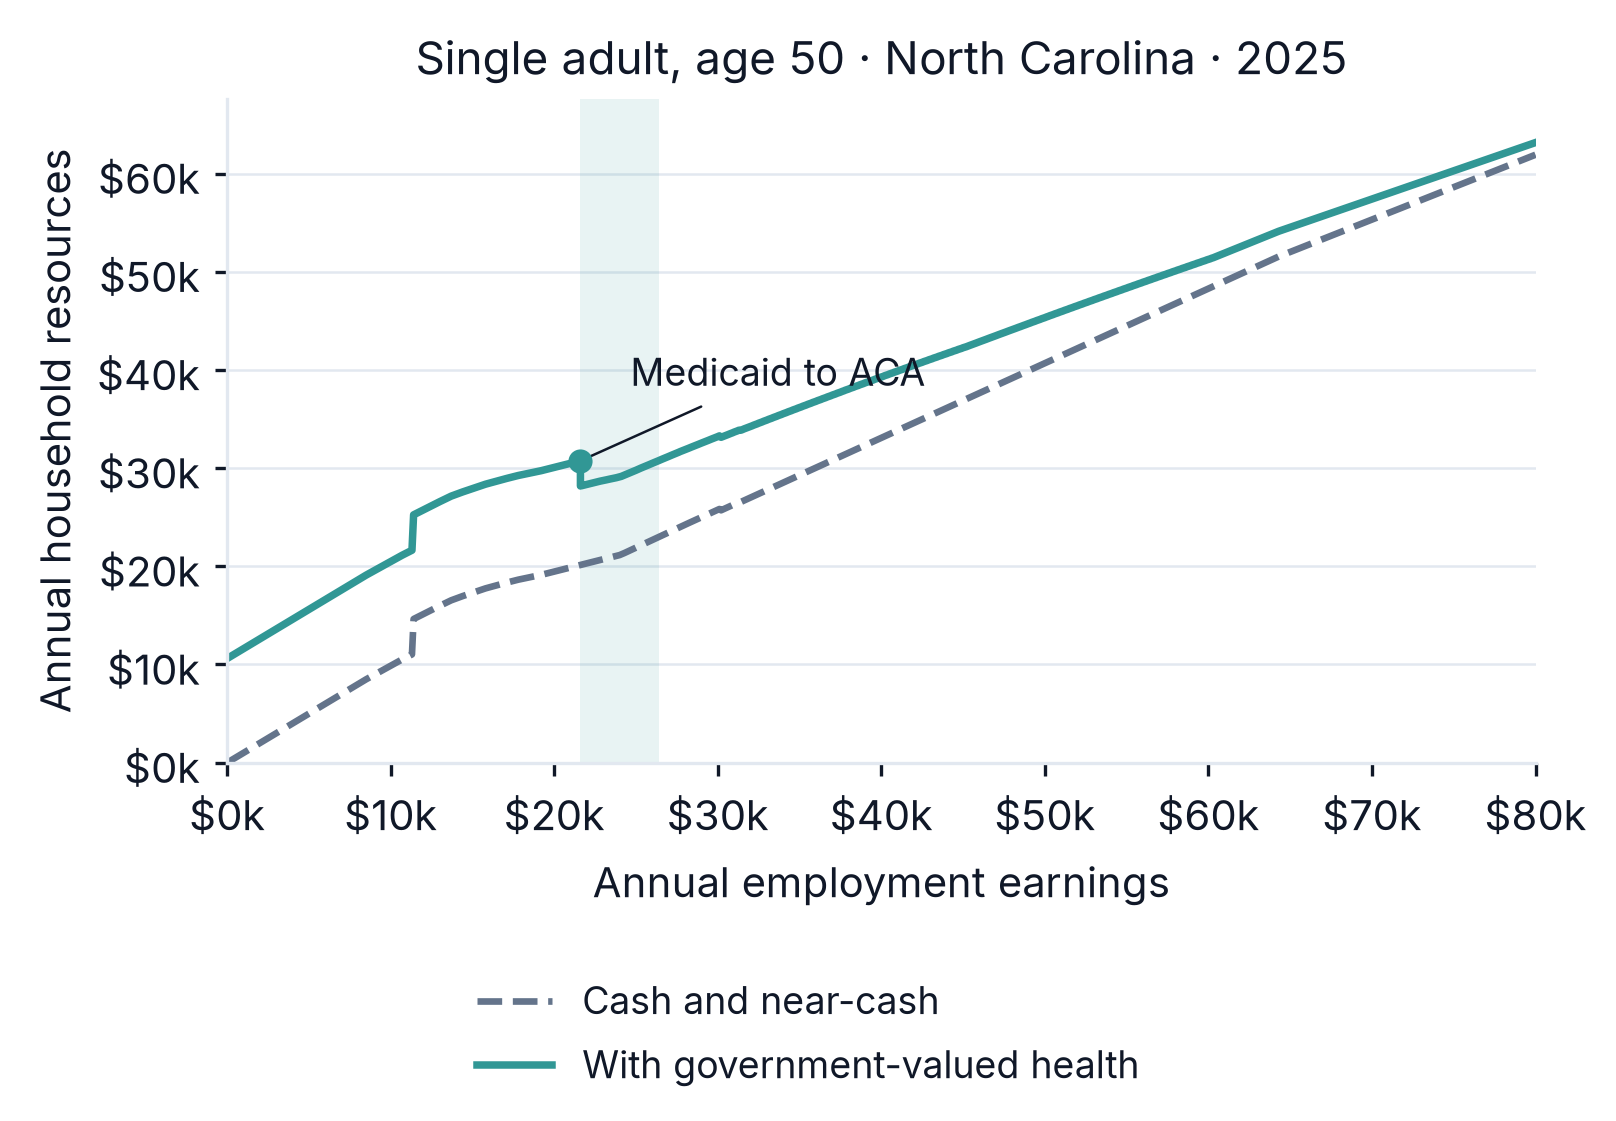 Single adult, age 50 · North Carolina · 2025
Annual household resources
$60k
$50k
$40k
$30k
$20k
$10k
$0k
Medicaid to ACA
$0k $10k $20k $30k $40k $50k $60k $70k $80k
Annual employment earnings
Cash and near-cash
With government-valued health